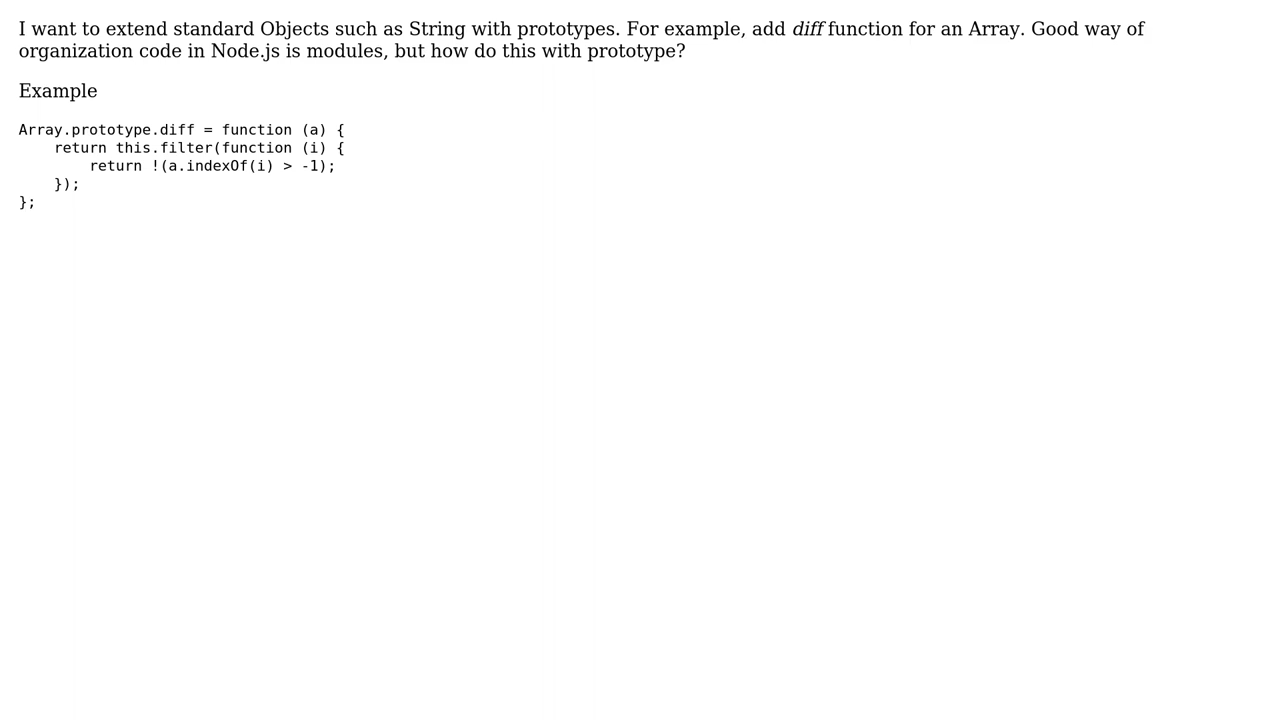 I want to extend standard Objects such as String with prototypes. For example, add diff function for an Array. Good way of
organization code in Node.js is modules, but how do this with prototype?
Example
Array.prototype.diff = function (a) {
    return this.filter(function (i) {
        return !(a.indexOf(i) > -1);
    });
};